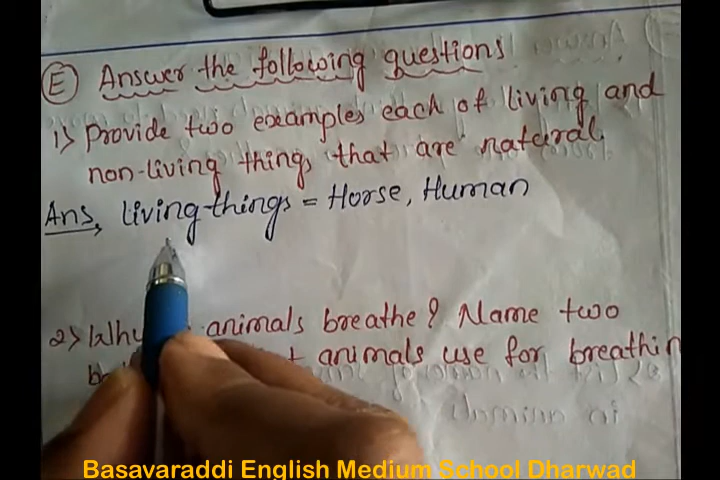 E Answer the following questions
1) Provide two examples each of living and
non-living things that are natural.
Ans, Living-things = Horse, Human
2) Why animals breathe? Name two
animals use for breathin
Basavaraddi English Medium School Dharwad